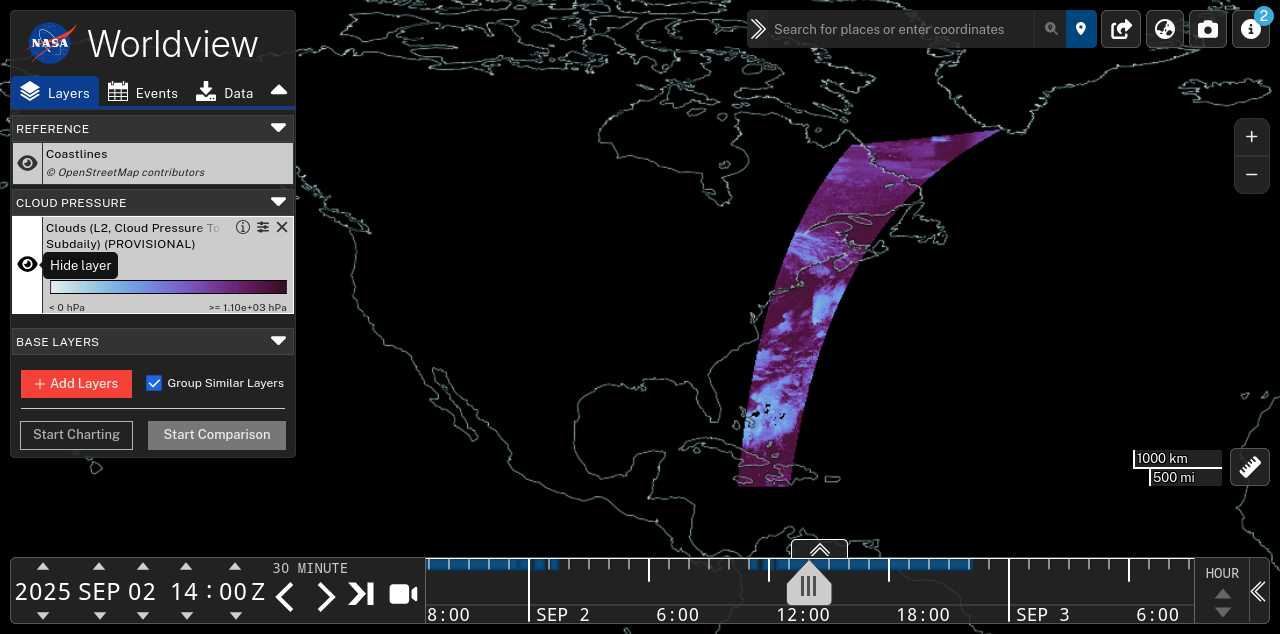 NASA Worldview
Search for places or enter coordinates
2
Layers
Events
Data
REFERENCE
Coastlines
© OpenStreetMap contributors
CLOUD PRESSURE
Clouds (L2, Cloud Pressure To
Subdaily) (PROVISIONAL)
Hide layer
< 0 hPa
>= 1.10e+03 hPa
BASE LAYERS
+ Add Layers
Group Similar Layers
Start Charting
Start Comparison
+
−
1000 km
500 mi
2025 SEP 02 14:00 Z
30 MINUTE
8:00
SEP 2
6:00
12:00
18:00
SEP 3
6:00
HOUR